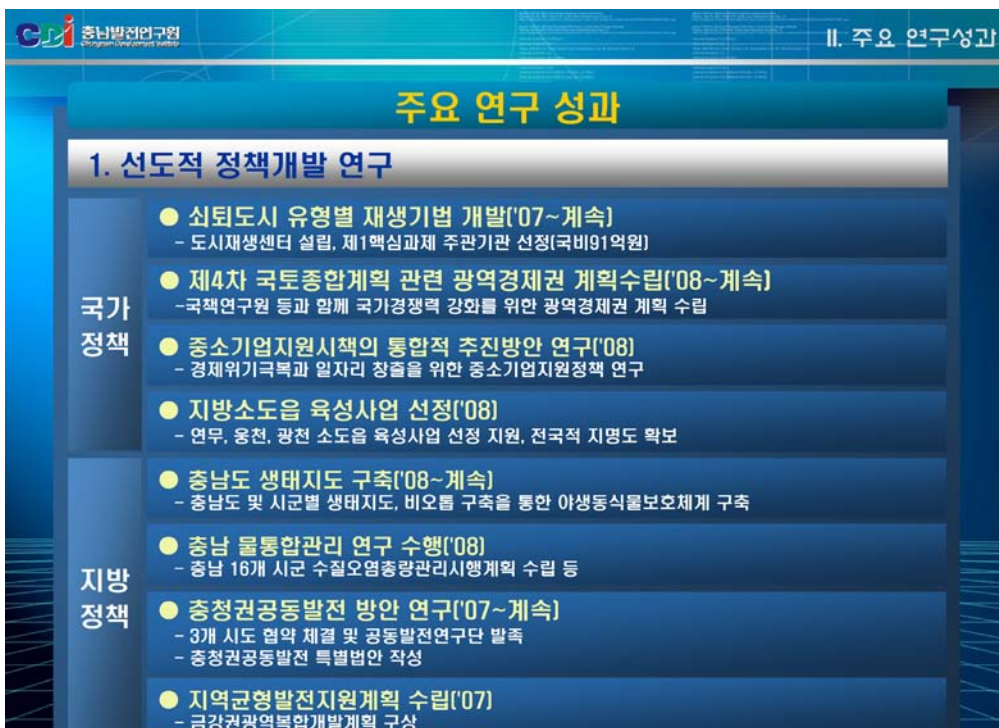 CDi 충남발전연구원
Chungnam Development Institute
II. 주요 연구성과
주요 연구 성과
1. 선도적 정책개발 연구
국가
정책
● 쇠퇴도시 유형별 재생기법 개발('07~계속)
- 도시재생센터 설립, 제1핵심과제 주관기관 선정(국비91억원)
● 제4차 국토종합계획 관련 광역경제권 계획수립('08~계속)
-국책연구원 등과 함께 국가경쟁력 강화를 위한 광역경제권 계획 수립
● 중소기업지원시책의 통합적 추진방안 연구('08)
- 경제위기극복과 일자리 창출을 위한 중소기업지원정책 연구
● 지방소도읍 육성사업 선정('08)
- 연무, 웅천, 광천 소도읍 육성사업 선정 지원, 전국적 지명도 확보
지방
정책
● 충남도 생태지도 구축('08~계속)
- 충남도 및 시군별 생태지도, 비오톱 구축을 통한 야생동식물보호체계 구축
● 충남 물통합관리 연구 수행('08)
- 충남 16개 시군 수질오염총량관리시행계획 수립 등
● 충청권공동발전 방안 연구('07~계속)
- 3개 시도 협약 체결 및 공동발전연구단 발족
- 충청권공동발전 특별법안 작성
● 지역균형발전지원계획 수립('07)
- 금강권광역복합개발계획 구상